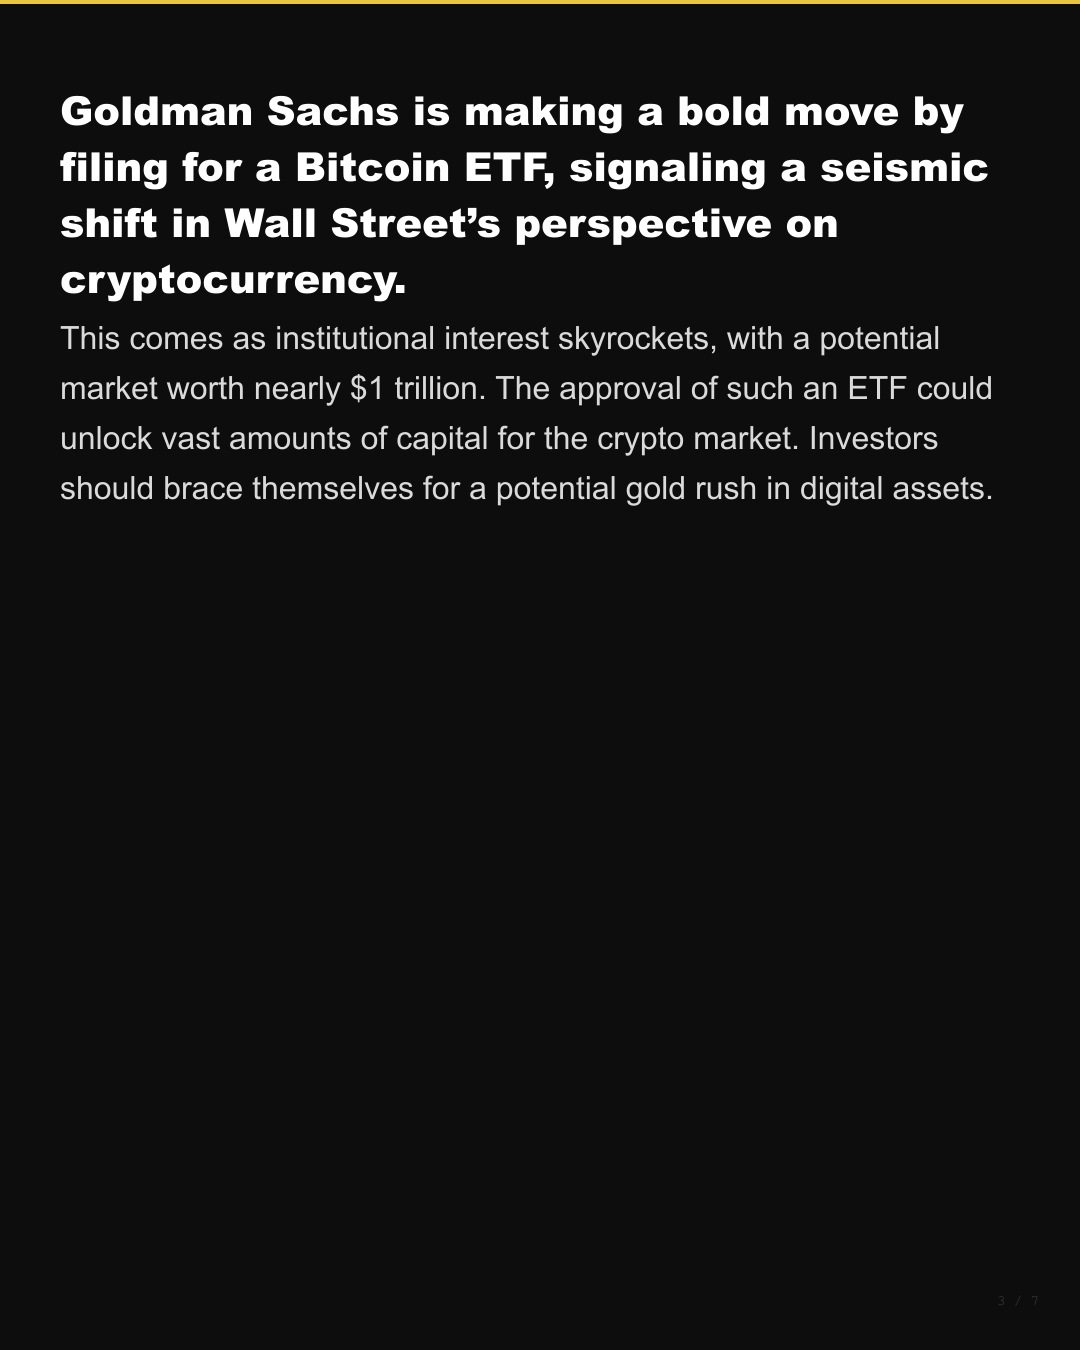 Goldman Sachs is making a bold move by
filing for a Bitcoin ETF, signaling a seismic
shift in Wall Street’s perspective on
cryptocurrency.
This comes as institutional interest skyrockets, with a potential
market worth nearly $1 trillion. The approval of such an ETF could
unlock vast amounts of capital for the crypto market. Investors
should brace themselves for a potential gold rush in digital assets.
3 / 7